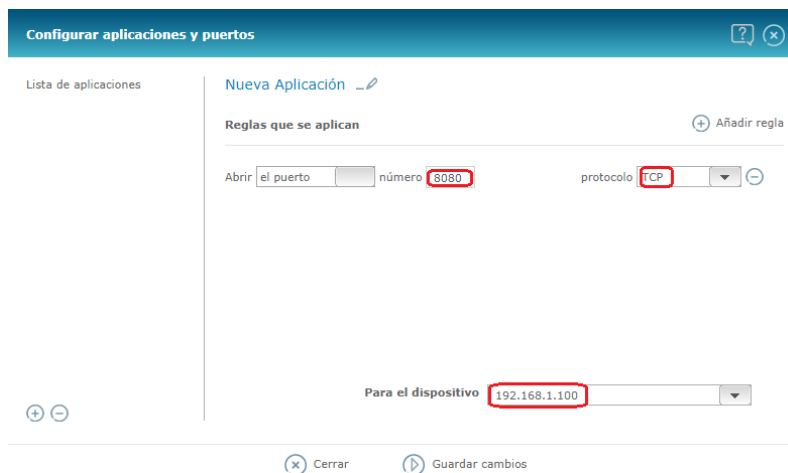 Configurar aplicaciones y puertos ?
Lista de aplicaciones
Nueva Aplicación
Reglas que se aplican
Añadir regla
Abrir el puerto número 8080 protocolo TCP
Para el dispositivo 192.168.1.100
Cerrar Guardar cambios